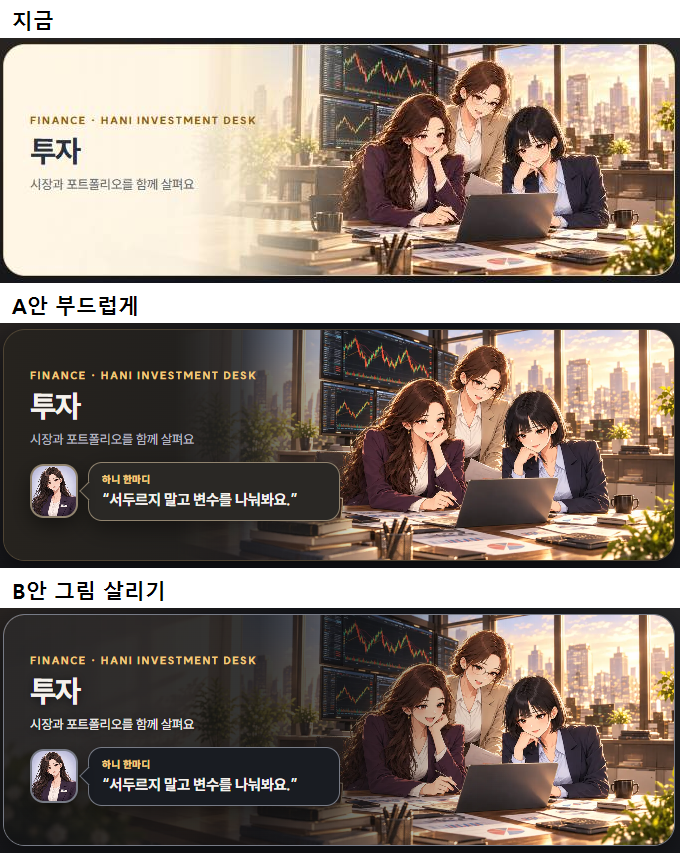 지금
FINANCE · HANI INVESTMENT DESK
투자
시장과 포트폴리오를 함께 살펴요
A안 부드럽게
FINANCE · HANI INVESTMENT DESK
투자
시장과 포트폴리오를 함께 살펴요
하니 한마디
“서두르지 말고 변수를 나눠봐요.”
B안 그림 살리기
FINANCE · HANI INVESTMENT DESK
투자
시장과 포트폴리오를 함께 살펴요
하니 한마디
“서두르지 말고 변수를 나눠봐요.”